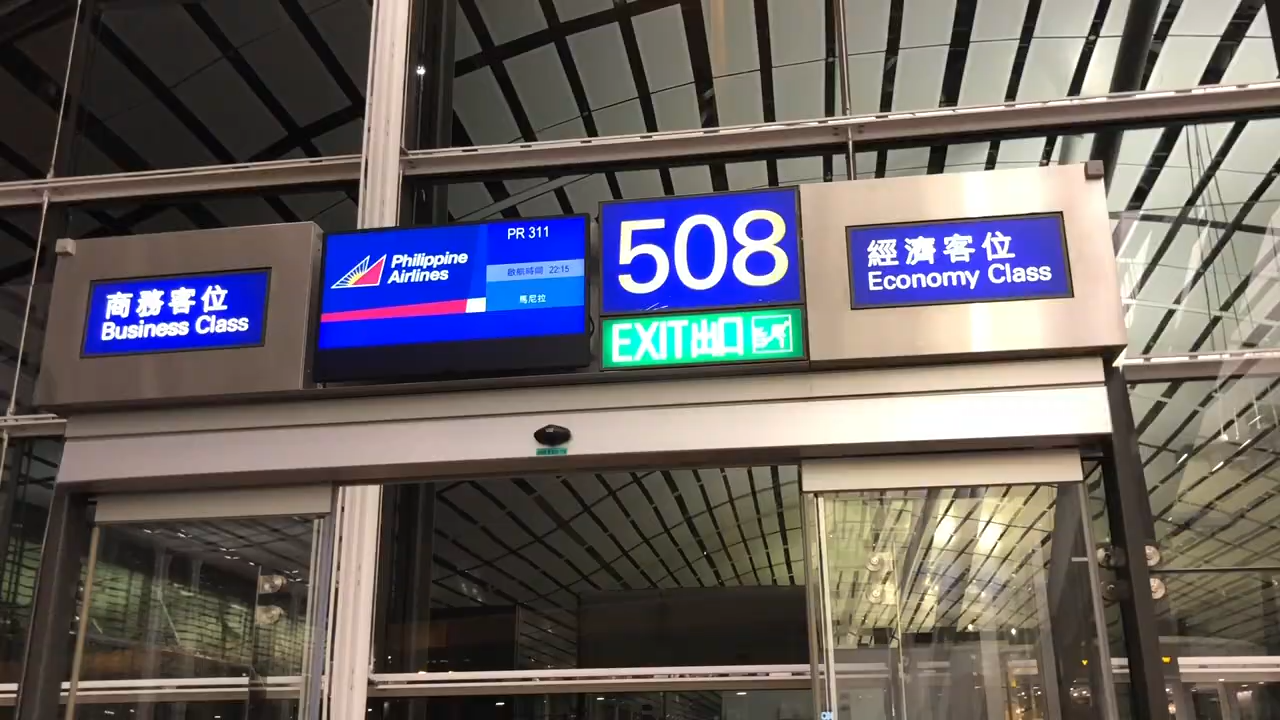 商務客位
Business Class
Philippine
Airlines
PR 311
啟航時間 22:15
馬尼拉
508
EXIT出口
經濟客位
Economy Class